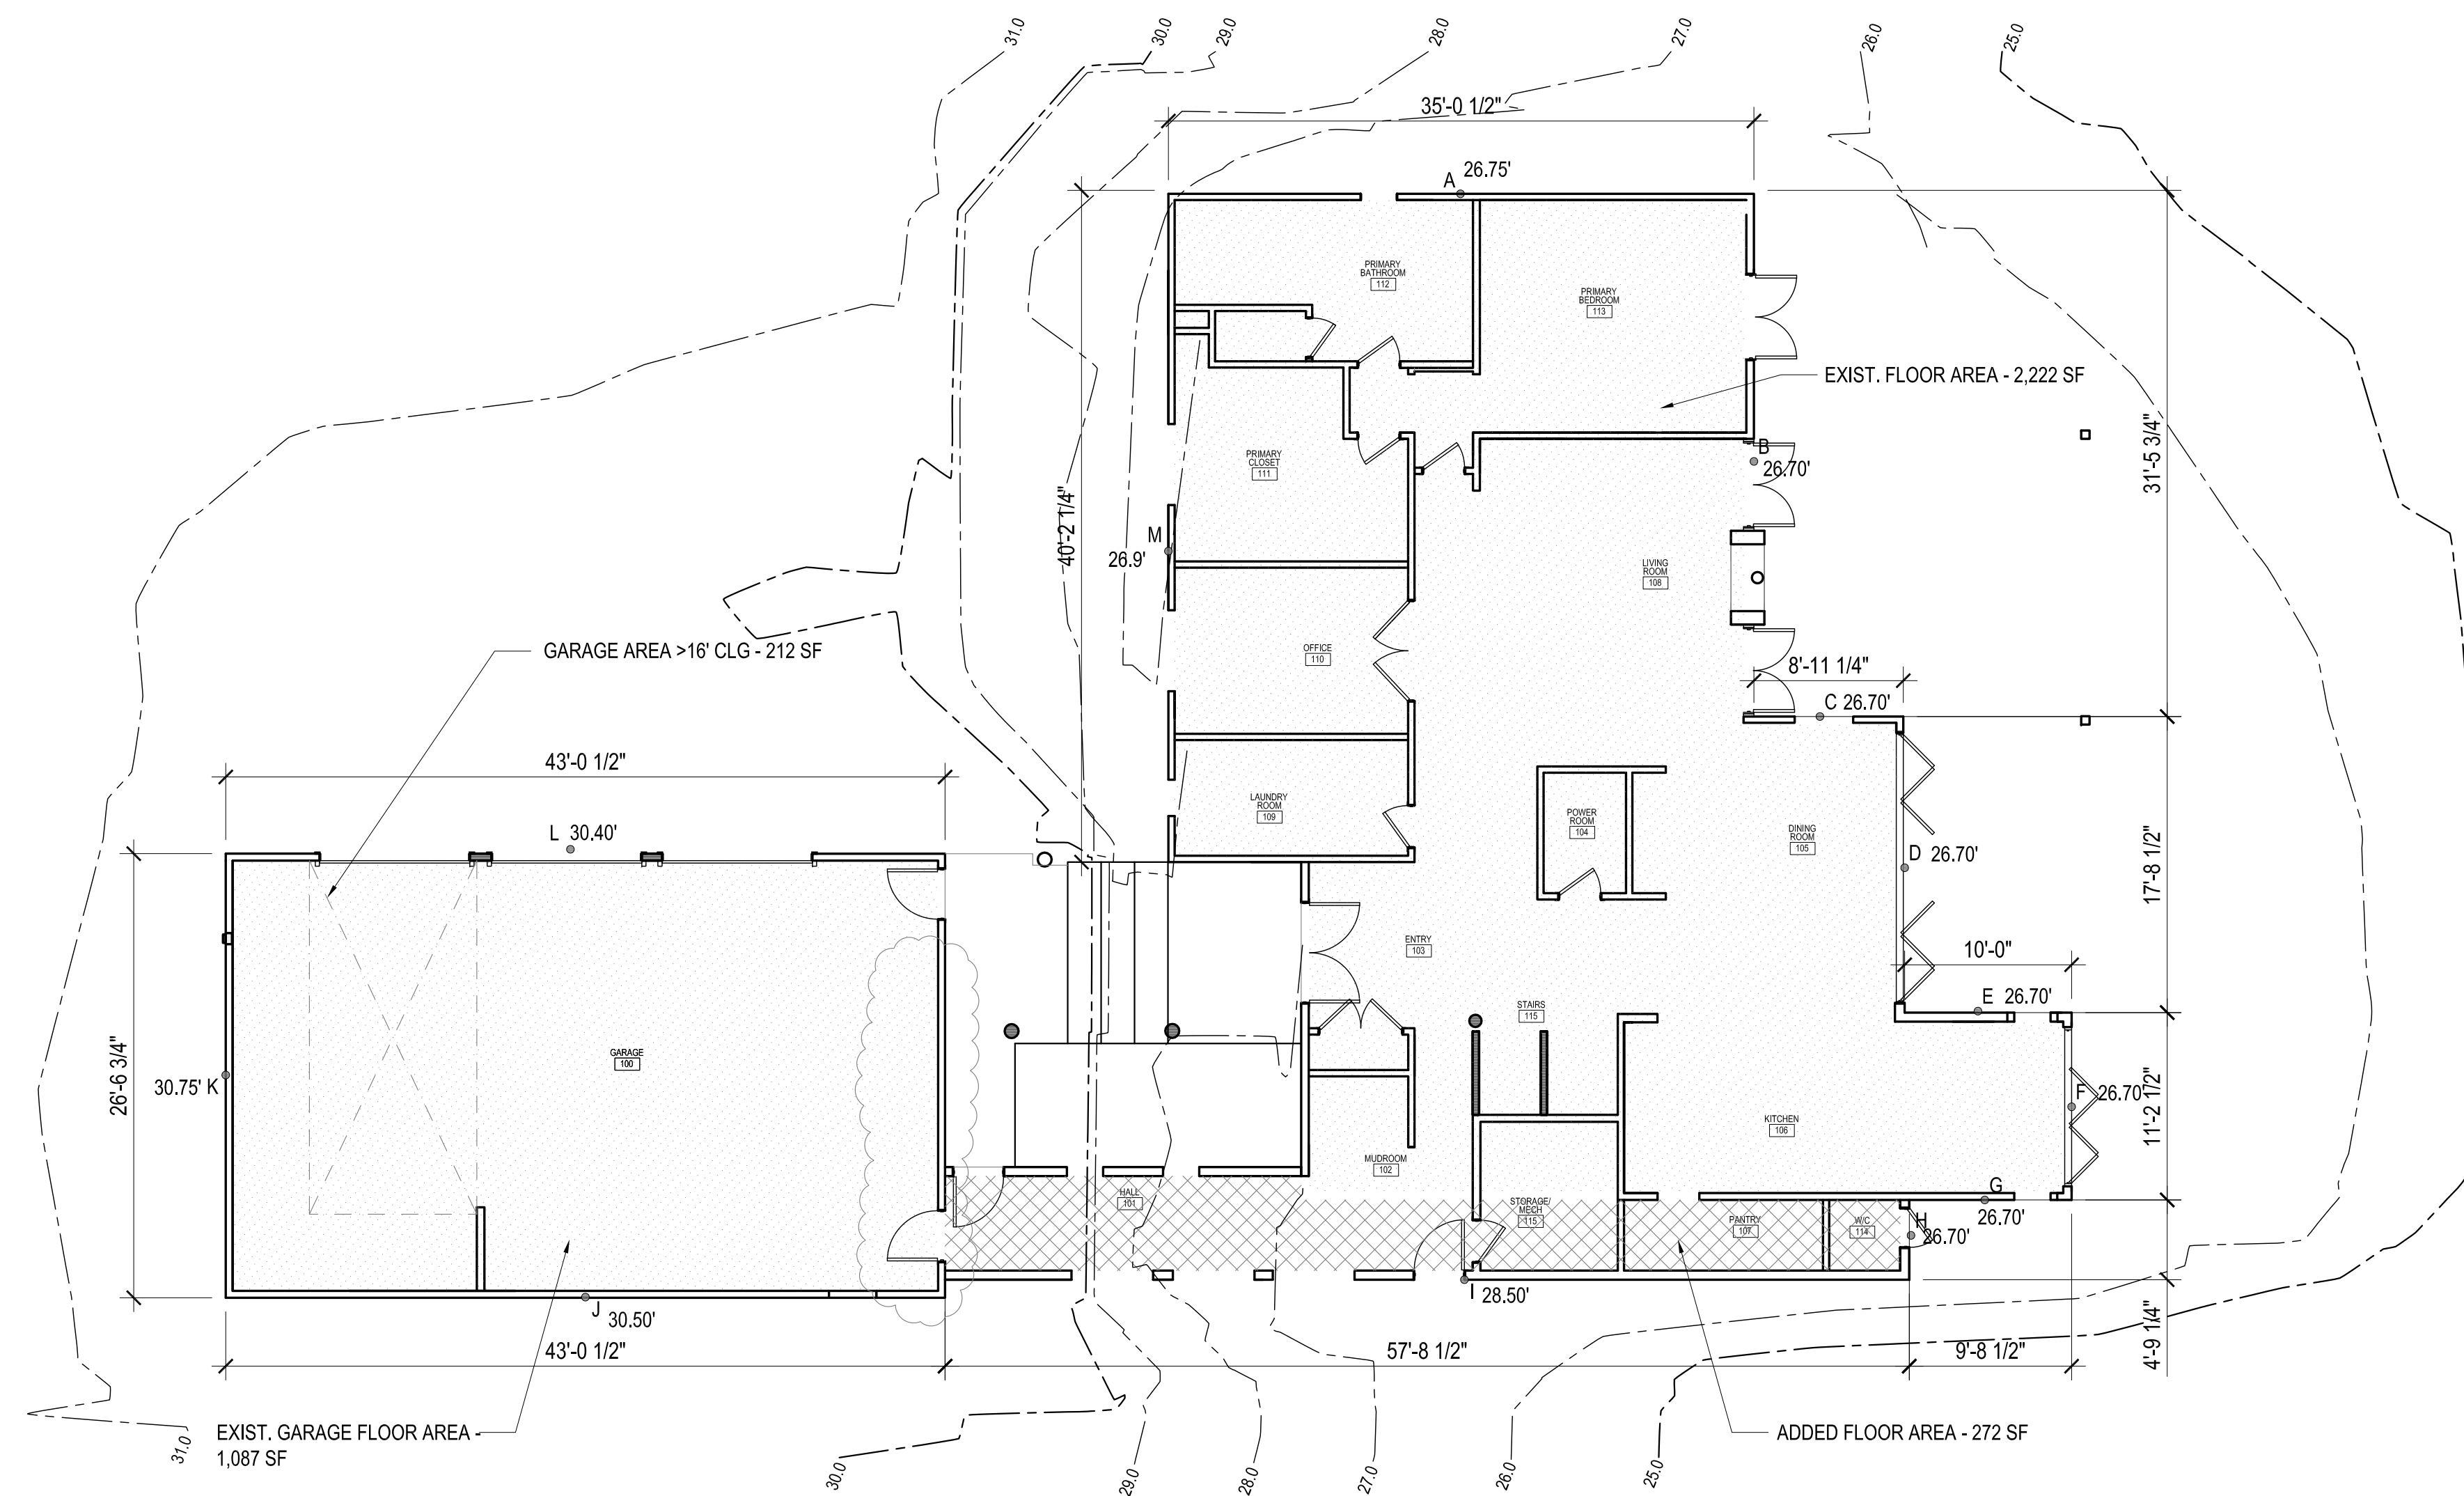 31.0
30.0
29.0
28.0
27.0
26.0
25.0
35'-0 1/2"
A 26.75'
PRIMARY
BATHROOM
112
PRIMARY
BEDROOM
113
EXIST. FLOOR AREA - 2,222 SF
31'-5 3/4"
B
26.70'
PRIMARY
CLOSET
111
40'-2 1/4"
M
26.9'
LIVING
ROOM
108
GARAGE AREA >16' CLG - 212 SF
OFFICE
110
8'-11 1/4"
C 26.70'
43'-0 1/2"
LAUNDRY
ROOM
109
POWER
ROOM
104
DINING
ROOM
105
L 30.40'
D 26.70'
17'-8 1/2"
ENTRY
103
10'-0"
STAIRS
115
E 26.70'
GARAGE
100
26'-6 3/4"
30.75' K
F 26.70'
11'-2 1/2"
KITCHEN
106
MUDROOM
102
HALL
101
STORAGE/
MECH
115
PANTRY
107
W/C
114
G
26.70'
H
26.70'
I 28.50'
J 30.50'
43'-0 1/2"
57'-8 1/2"
9'-8 1/2"
4'-9 1/4"
EXIST. GARAGE FLOOR AREA -
1,087 SF
ADDED FLOOR AREA - 272 SF
31.0
30.0
29.0
28.0
27.0
26.0
25.0